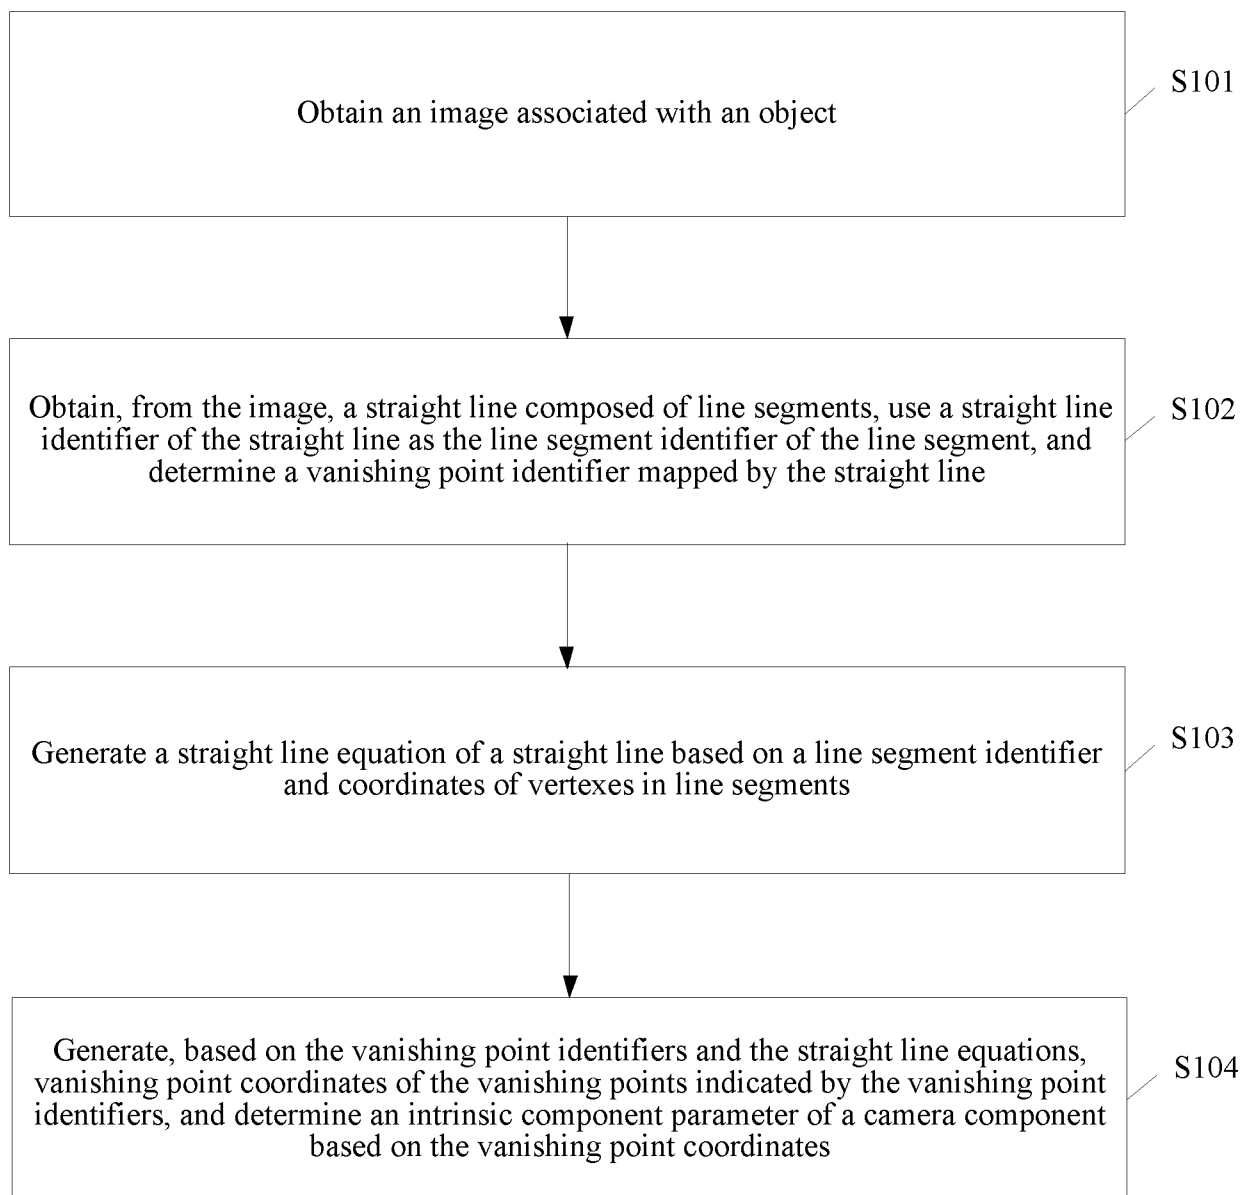 Obtain an image associated with an object
S101
Obtain, from the image, a straight line composed of line segments, use a straight line
identifier of the straight line as the line segment identifier of the line segment, and
determine a vanishing point identifier mapped by the straight line
S102
Generate a straight line equation of a straight line based on a line segment identifier
and coordinates of vertexes in line segments
S103
Generate, based on the vanishing point identifiers and the straight line equations,
vanishing point coordinates of the vanishing points indicated by the vanishing point
identifiers, and determine an intrinsic component parameter of a camera component
based on the vanishing point coordinates
S104